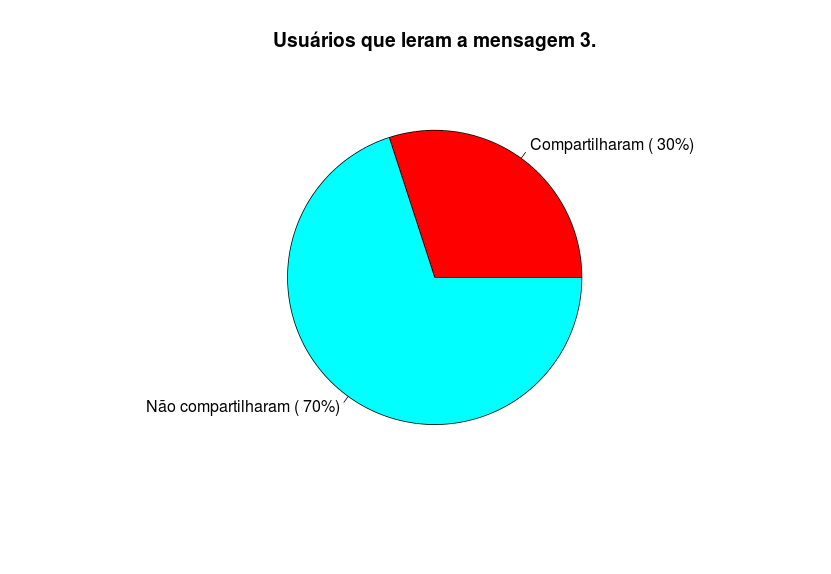 Usuários que leram a mensagem 3.
Compartilharam ( 30%)
Não compartilharam ( 70%)